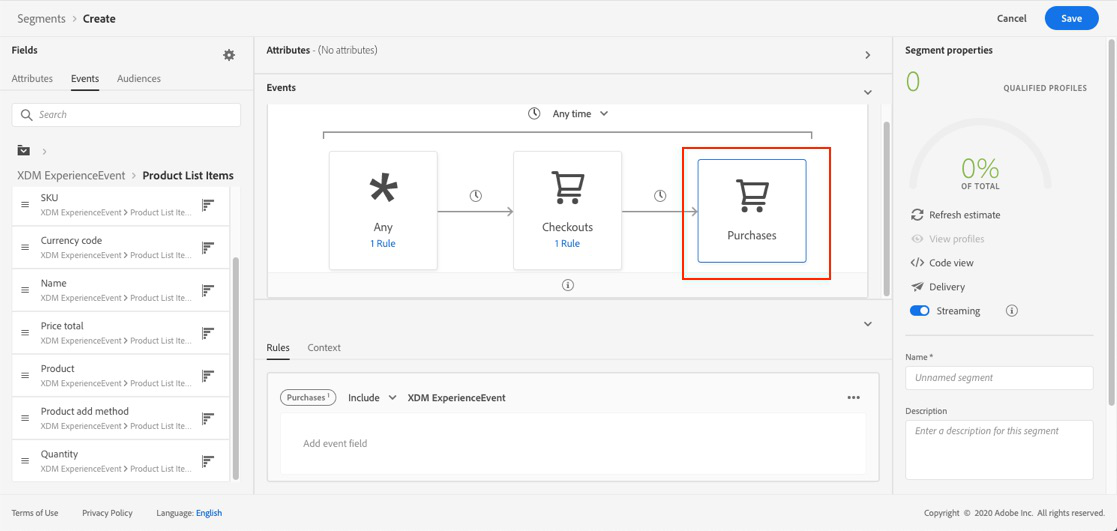 Segments > Create
Cancel
Save
Fields
Attributes
Events
Audiences
Search
XDM ExperienceEvent > Product List Items
SKU
XDM ExperienceEvent > Product List Ite...
Currency code
XDM ExperienceEvent > Product List Ite...
Name
XDM ExperienceEvent > Product List Ite...
Price total
XDM ExperienceEvent > Product List Ite...
Product
XDM ExperienceEvent > Product List Ite...
Product add method
XDM ExperienceEvent > Product List Ite...
Quantity
XDM ExperienceEvent > Product List Ite...
Attributes - (No attributes)
Events
Any time
Any
1 Rule
Checkouts
1 Rule
Purchases
Rules
Context
Purchases 1 Include XDM ExperienceEvent
Add event field
Segment properties
0 QUALIFIED PROFILES
0%
OF TOTAL
Refresh estimate
View profiles
</> Code view
Delivery
Streaming
Name *
Unnamed segment
Description
Enter a description for this segment
Terms of Use Privacy Policy Language: English
Copyright © 2020 Adobe Inc. All rights reserved.